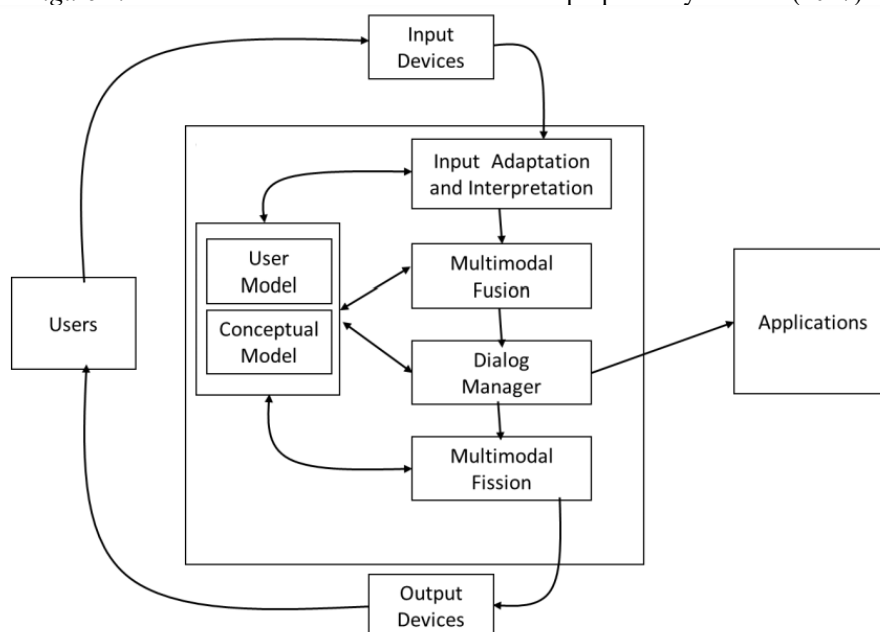 Input
Devices
Input Adaptation
and Interpretation
User
Model
Conceptual
Model
Multimodal
Fusion
Dialog
Manager
Multimodal
Fission
Users
Applications
Output
Devices